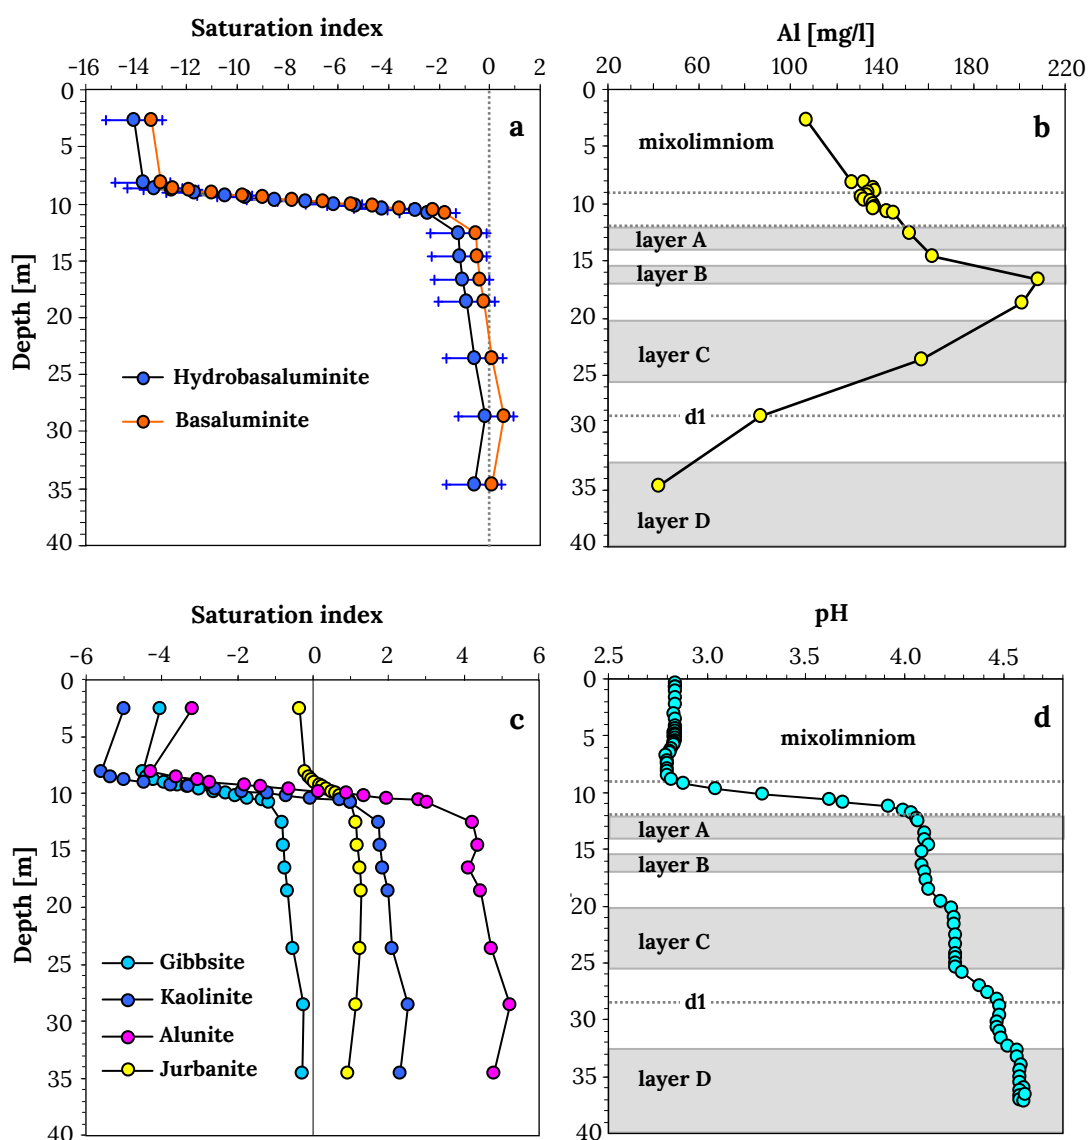 Saturation index
-16 -14 -12 -10 -8 -6 -4 -2 0 2
0
5
10
15
20
25
30
35
40
Depth [m]
a
Hydrobasaluminite
Basaluminite
Al [mg/l]
20 60 100 140 180 220
0
5
10
15
20
25
30
35
40
b
mixolimniom
layer A
layer B
layer C
d1
layer D
Saturation index
-6 -4 -2 0 2 4 6
0
5
10
15
20
25
30
35
40
Depth [m]
c
Gibbsite
Kaolinite
Alunite
Jurbanite
pH
2.5 3.0 3.5 4.0 4.5
0
5
10
15
20
25
30
35
40
d
mixolimniom
layer A
layer B
layer C
d1
layer D